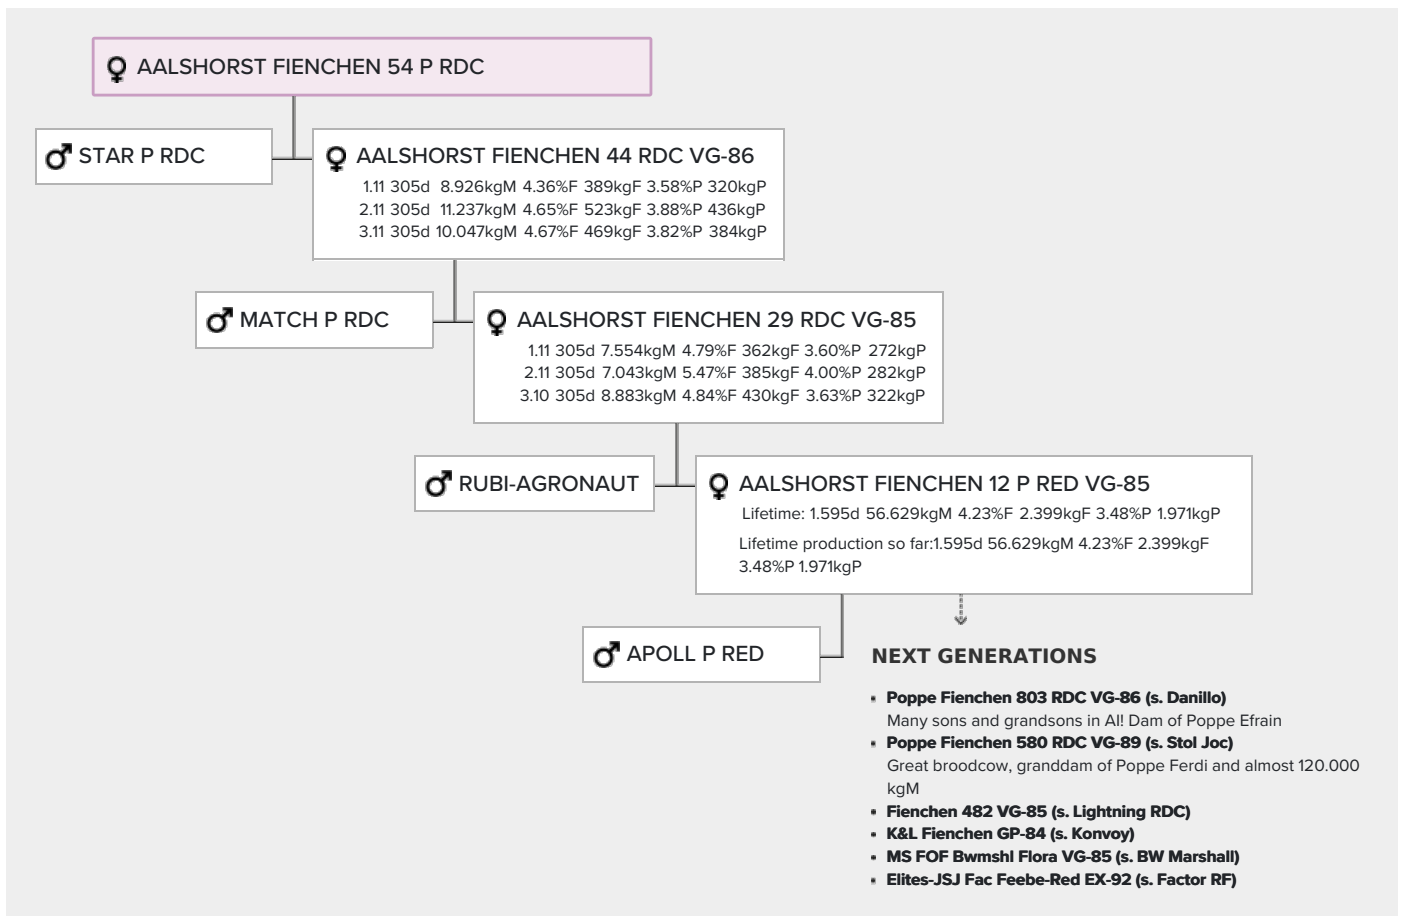 AALSHORST FIENCHEN 54 P RDC
STAR P RDC
AALSHORST FIENCHEN 44 RDC VG-86
1.11 305d 8.926kgM 4.36%F 389kgF 3.58%P 320kgP
2.11 305d 11.237kgM 4.65%F 523kgF 3.88%P 436kgP
3.11 305d 10.047kgM 4.67%F 469kgF 3.82%P 384kgP
MATCH P RDC
AALSHORST FIENCHEN 29 RDC VG-85
1.11 305d 7.554kgM 4.79%F 362kgF 3.60%P 272kgP
2.11 305d 7.043kgM 5.47%F 385kgF 4.00%P 282kgP
3.10 305d 8.883kgM 4.84%F 430kgF 3.63%P 322kgP
RUBI-AGRONAUT
AALSHORST FIENCHEN 12 P RED VG-85
Lifetime: 1.595d 56.629kgM 4.23%F 2.399kgF 3.48%P 1.971kgP
Lifetime production so far:1.595d 56.629kgM 4.23%F 2.399kgF
3.48%P 1.971kgP
APOLL P RED
NEXT GENERATIONS
Poppe Fienchen 803 RDC VG-86 (s. Danillo)
Many sons and grandsons in AI! Dam of Poppe Efrain
Poppe Fienchen 580 RDC VG-89 (s. Stol Joc)
Great broodcow, granddam of Poppe Ferdi and almost 120.000
kgM
Fienchen 482 VG-85 (s. Lightning RDC)
K&L Fienchen GP-84 (s. Konvoy)
MS FOF Bwmshl Flora VG-85 (s. BW Marshall)
Elites-JSJ Fac Feebe-Red EX-92 (s. Factor RF)